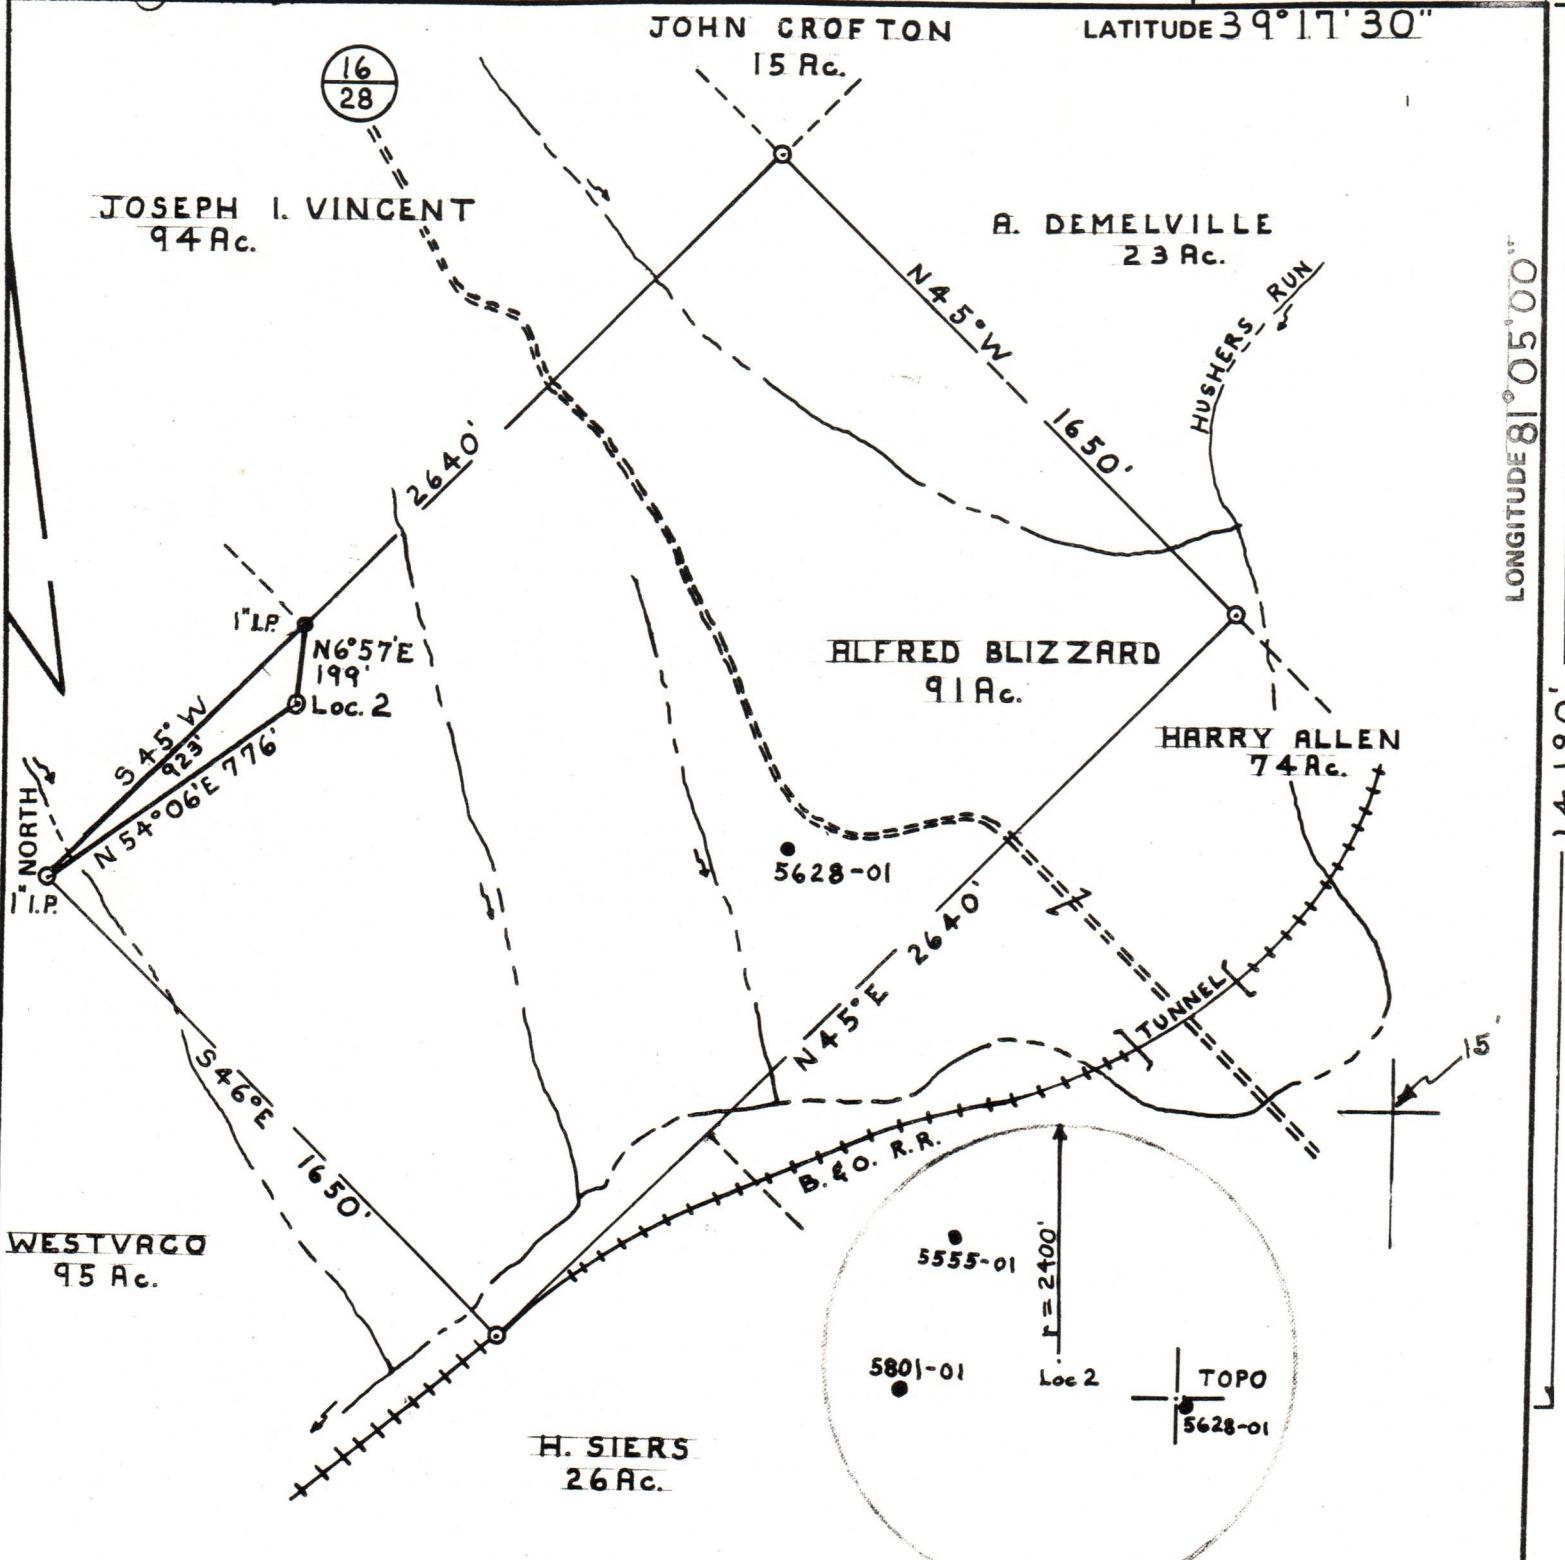 JOHN CROFTON
15 Ac.
LATITUDE 39°17'30"
16
28
JOSEPH I. VINCENT
94 Ac.
A. DEMELVILLE
23 Ac.
HUSHERS RUN
LONGITUDE 81°05'00"
N45°W
1650'
2640'
1" I.P.
N6°57'E
199'
Loc. 2
S 45° W
923'
N 54°06'E 776'
NORTH
1" I.P.
ALFRED BLIZZARD
91 Ac.
HARRY ALLEN
74 Ac.
5628-01
N45°E 2640'
TUNNEL
15'
S46°E
1650'
B. & O. R.R.
WESTVACO
95 Ac.
5555-01
r = 2400'
5801-01
Loc 2
TOPO
5628-01
H. SIERS
26 Ac.